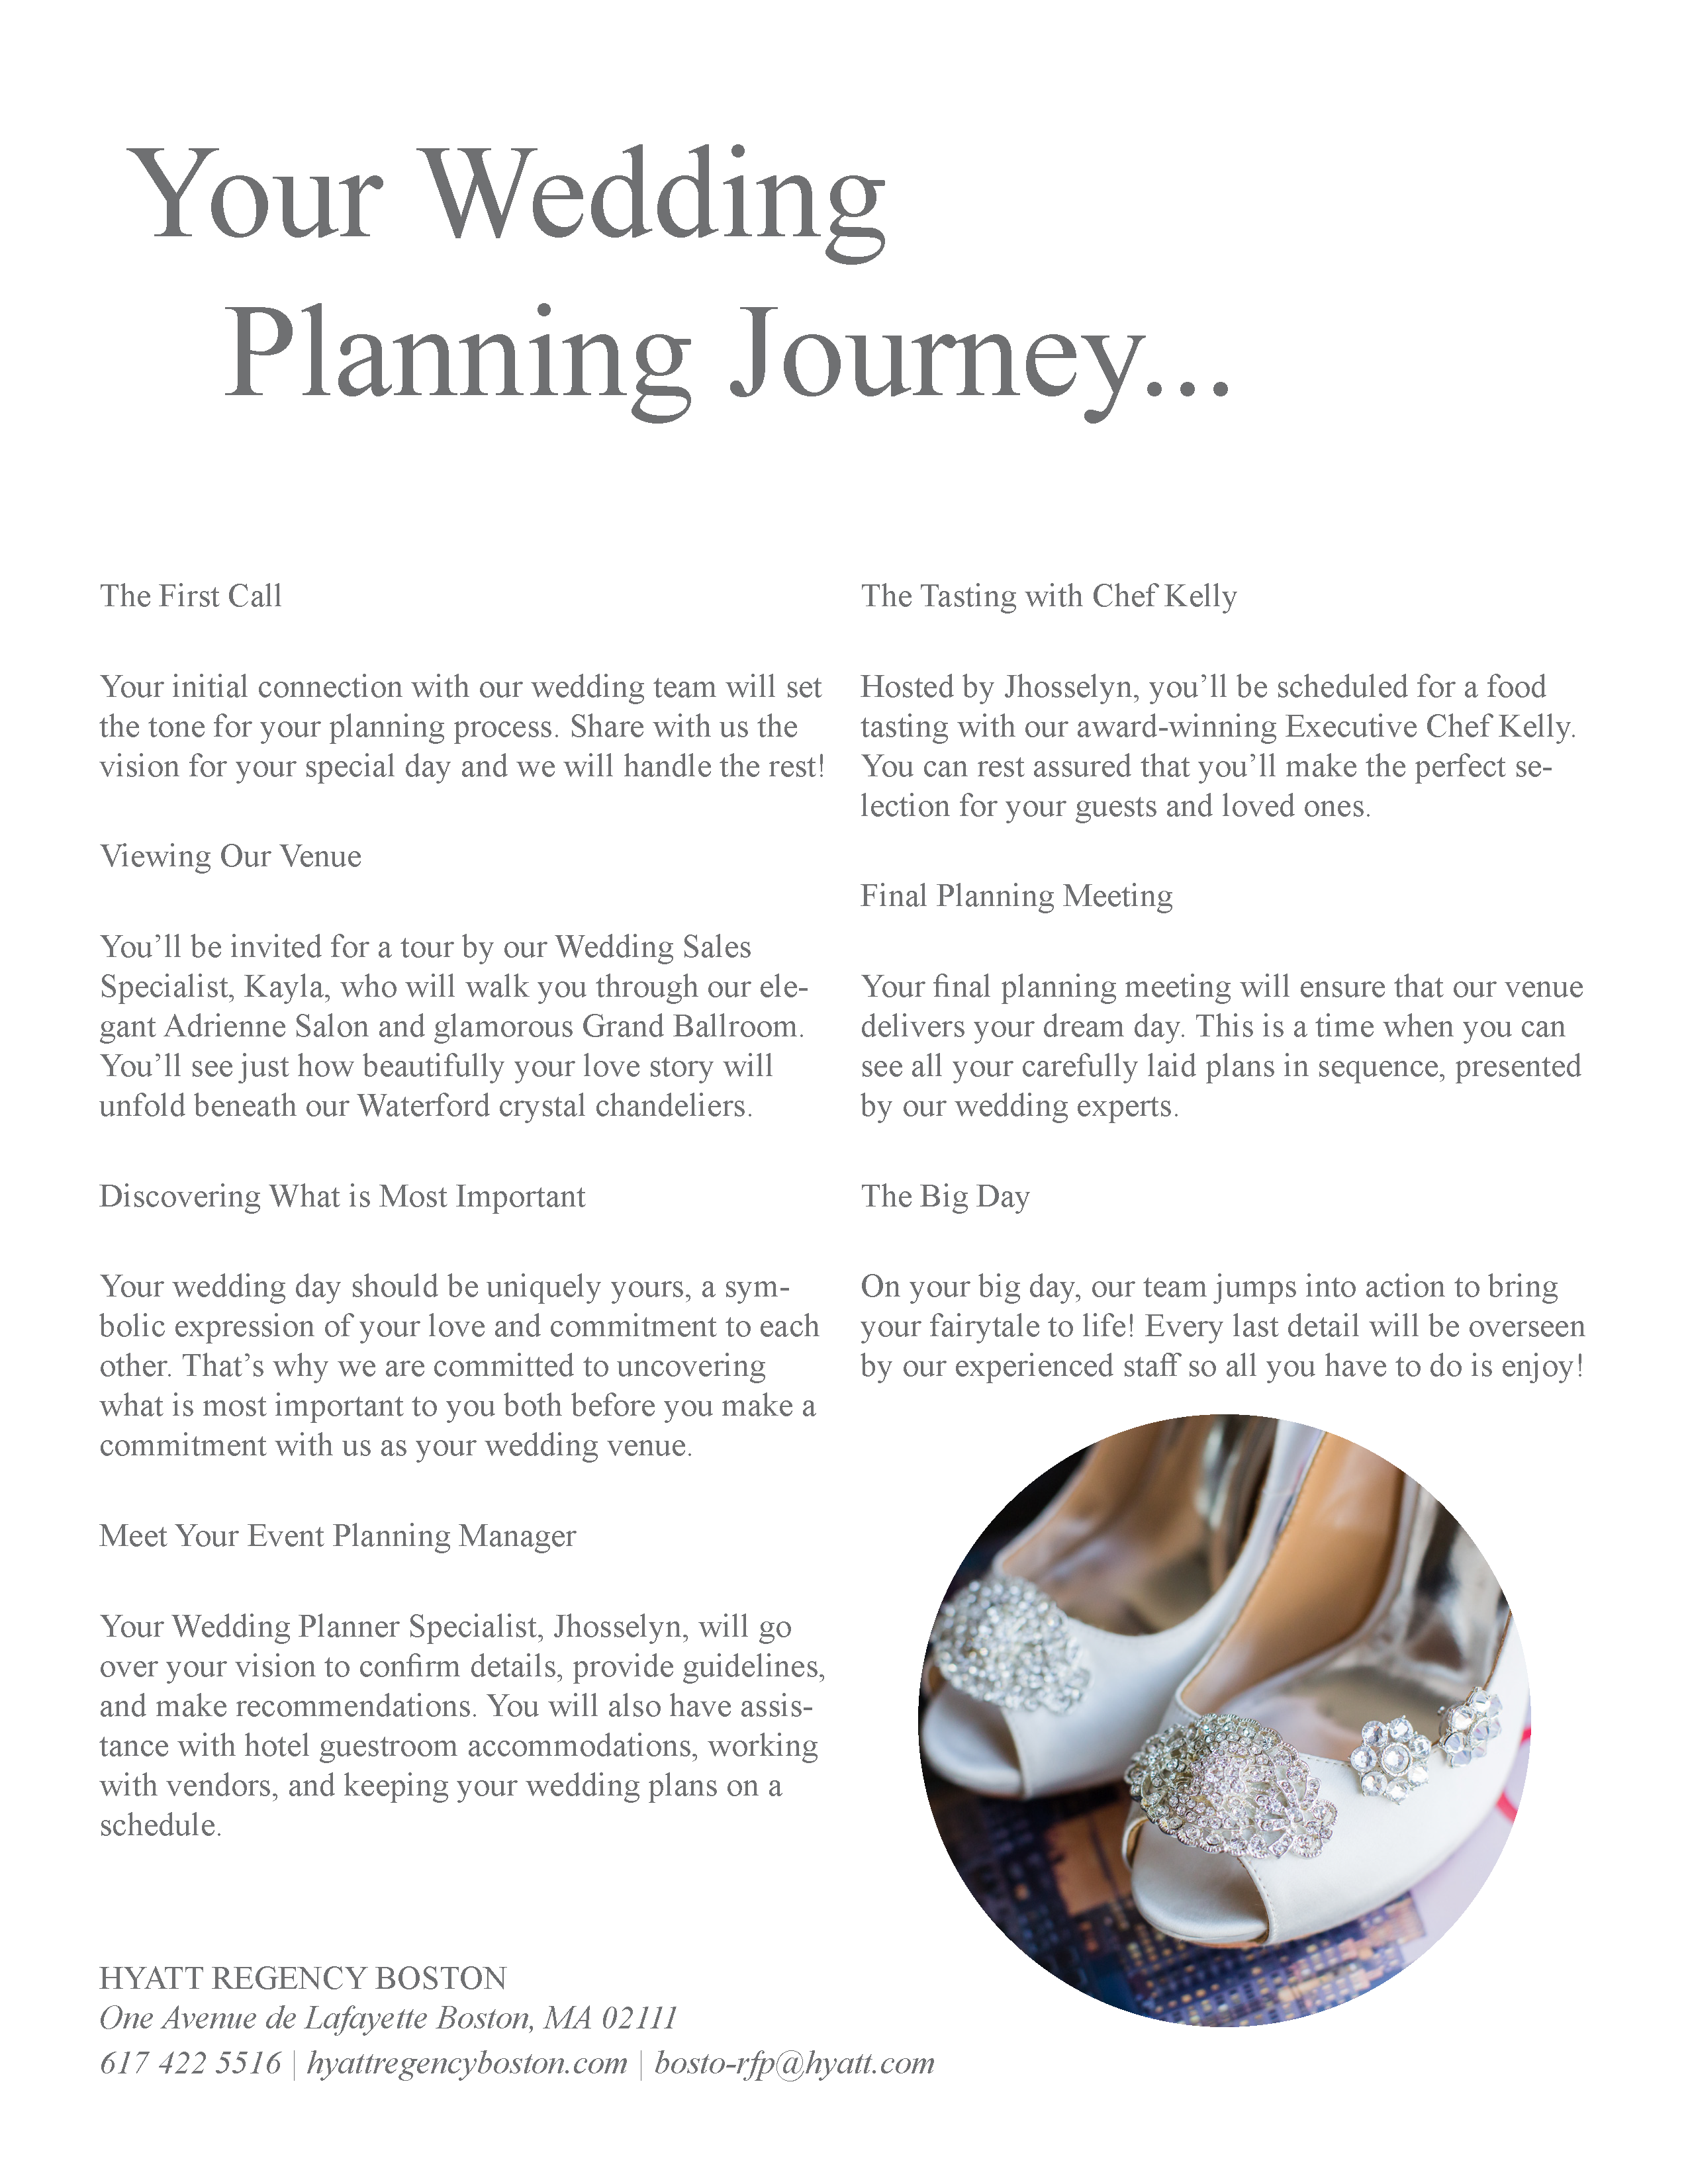 Your Wedding
Planning Journey...
The First Call
Your initial connection with our wedding team will set
the tone for your planning process. Share with us the
vision for your special day and we will handle the rest!
Viewing Our Venue
You’ll be invited for a tour by our Wedding Sales
Specialist, Kayla, who will walk you through our ele-
gant Adrienne Salon and glamorous Grand Ballroom.
You’ll see just how beautifully your love story will
unfold beneath our Waterford crystal chandeliers.
Discovering What is Most Important
Your wedding day should be uniquely yours, a sym-
bolic expression of your love and commitment to each
other. That’s why we are committed to uncovering
what is most important to you both before you make a
commitment with us as your wedding venue.
Meet Your Event Planning Manager
Your Wedding Planner Specialist, Jhosselyn, will go
over your vision to confirm details, provide guidelines,
and make recommendations. You will also have assis-
tance with hotel guestroom accommodations, working
with vendors, and keeping your wedding plans on a
schedule.
The Tasting with Chef Kelly
Hosted by Jhosselyn, you’ll be scheduled for a food
tasting with our award-winning Executive Chef Kelly.
You can rest assured that you’ll make the perfect se-
lection for your guests and loved ones.
Final Planning Meeting
Your final planning meeting will ensure that our venue
delivers your dream day. This is a time when you can
see all your carefully laid plans in sequence, presented
by our wedding experts.
The Big Day
On your big day, our team jumps into action to bring
your fairytale to life! Every last detail will be overseen
by our experienced staff so all you have to do is enjoy!
HYATT REGENCY BOSTON
One Avenue de Lafayette Boston, MA 02111
617 422 5516 | hyattregencyboston.com | bosto-rfp@hyatt.com